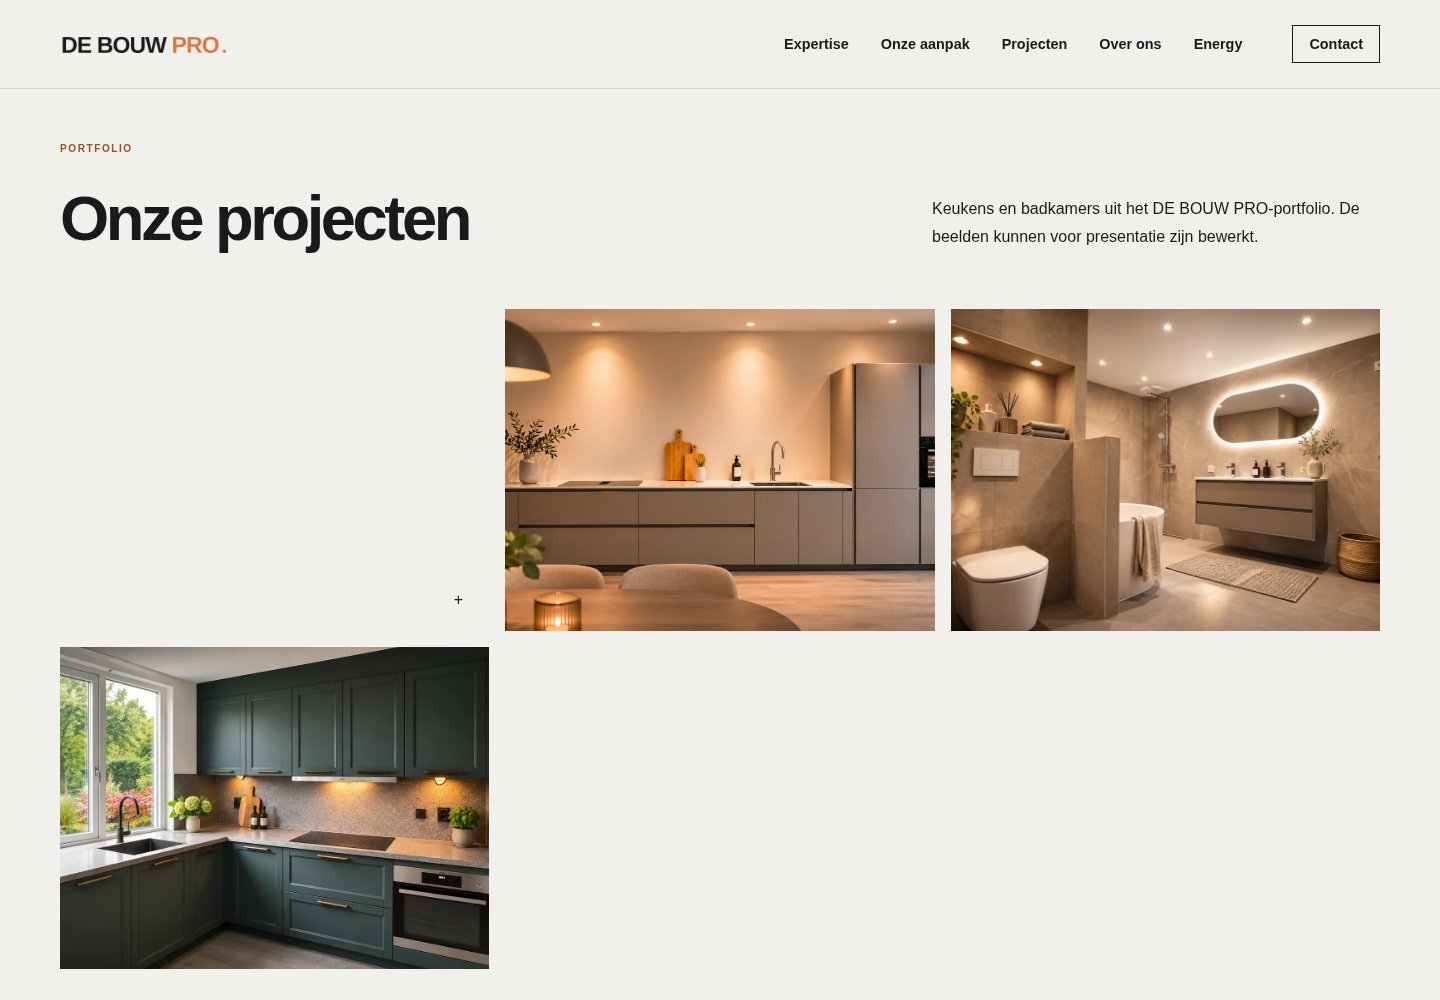 DE BOUW PRO.
Expertise
Onze aanpak
Projecten
Over ons
Energy
Contact
PORTFOLIO
Onze projecten
Keukens en badkamers uit het DE BOUW PRO-portfolio. De
beelden kunnen voor presentatie zijn bewerkt.
+